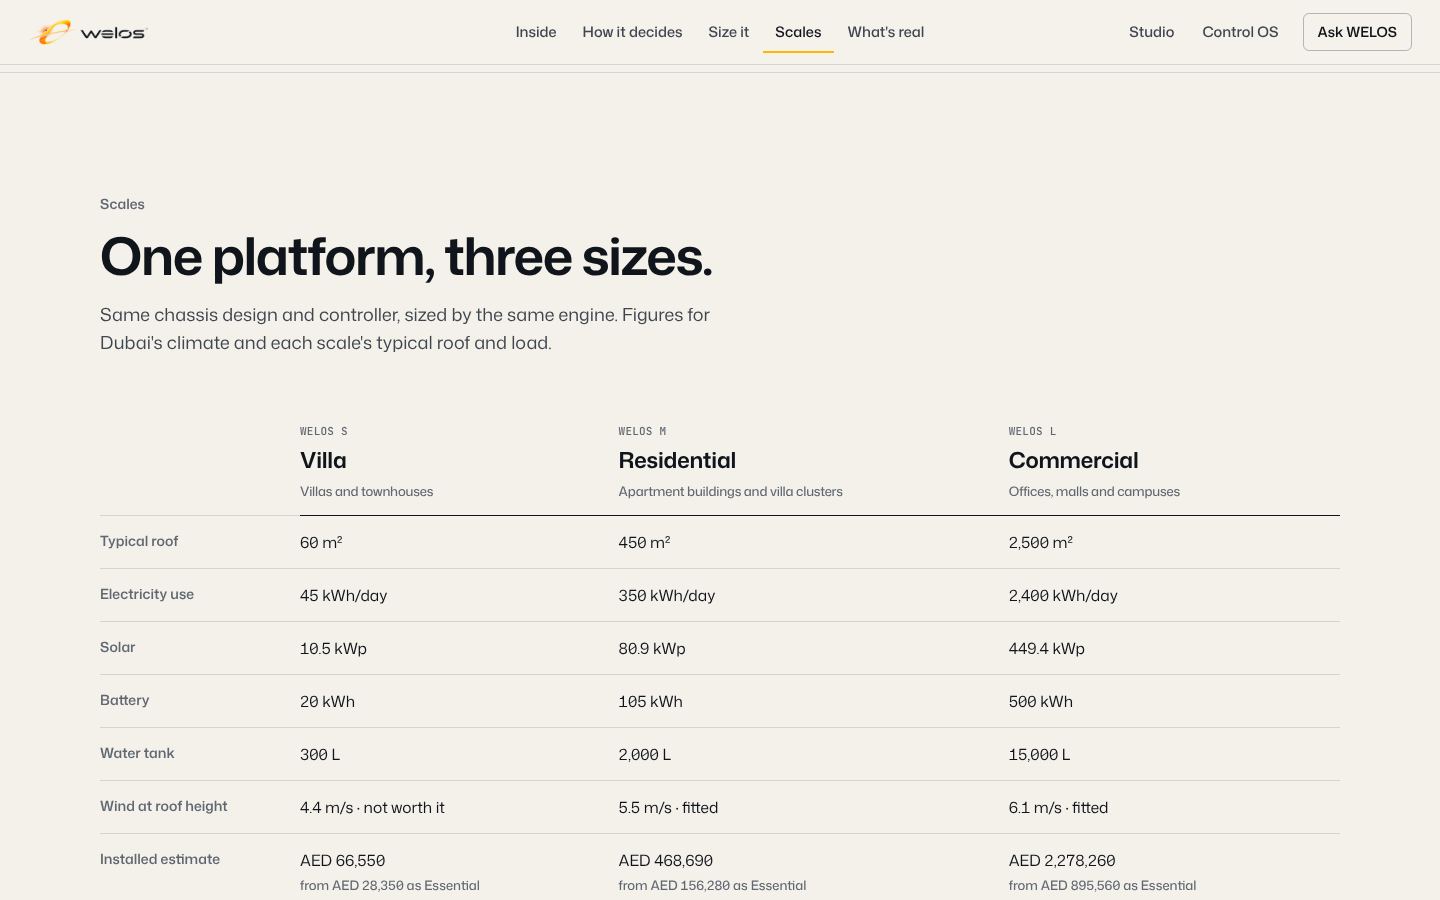 welos
Inside How it decides Size it Scales What's real
Studio Control OS Ask WELOS
Scales
One platform, three sizes.
Same chassis design and controller, sized by the same engine. Figures for
Dubai's climate and each scale's typical roof and load.
WELOS S WELOS M WELOS L
Villa Residential Commercial
Villas and townhouses Apartment buildings and villa clusters Offices, malls and campuses
Typical roof 60 m² 450 m² 2,500 m²
Electricity use 45 kWh/day 350 kWh/day 2,400 kWh/day
Solar 10.5 kWp 80.9 kWp 449.4 kWp
Battery 20 kWh 105 kWh 500 kWh
Water tank 300 L 2,000 L 15,000 L
Wind at roof height 4.4 m/s · not worth it 5.5 m/s · fitted 6.1 m/s · fitted
Installed estimate AED 66,550 AED 468,690 AED 2,278,260
from AED 28,350 as Essential from AED 156,280 as Essential from AED 895,560 as Essential